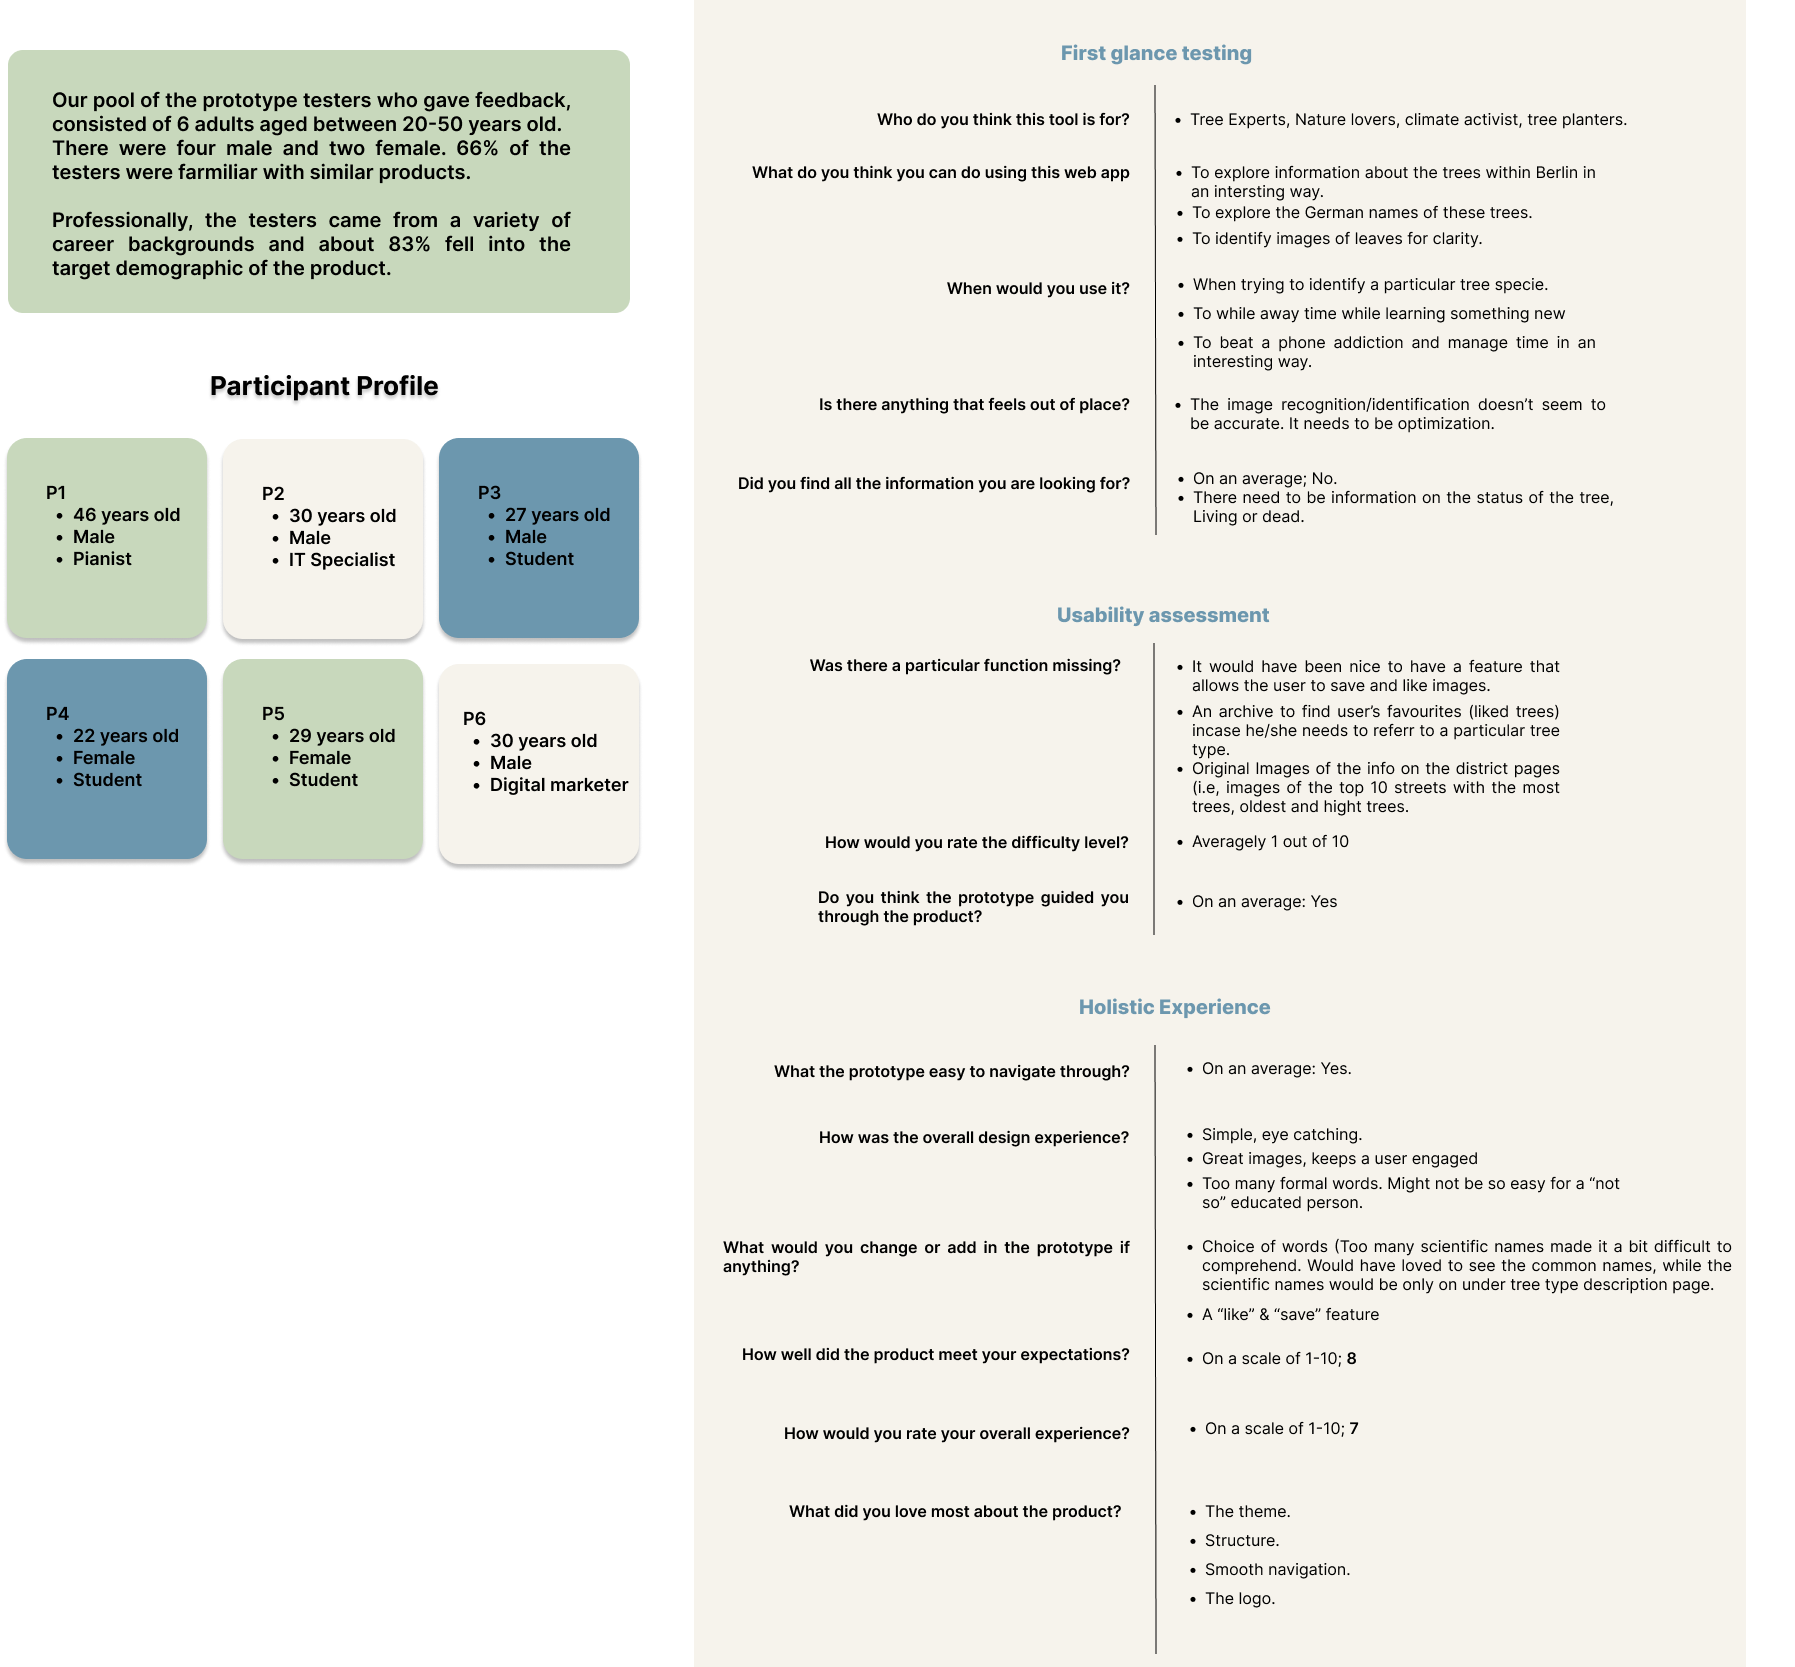 Our pool of the prototype testers who gave feedback,
consisted of 6 adults aged between 20-50 years old.
There were four male and two female. 66% of the
testers were farmiliar with similar products.
Professionally, the testers came from a variety of
career backgrounds and about 83% fell into the
target demographic of the product.
Participant Profile
P1
• 46 years old
• Male
• Pianist
P2
• 30 years old
• Male
• IT Specialist
P3
• 27 years old
• Male
• Student
P4
• 22 years old
• Female
• Student
P5
• 29 years old
• Female
• Student
P6
• 30 years old
• Male
• Digital marketer
First glance testing
Who do you think this tool is for?
• Tree Experts, Nature lovers, climate activist, tree planters.
What do you think you can do using this web app
• To explore information about the trees within Berlin in
an intersting way.
• To explore the German names of these trees.
• To identify images of leaves for clarity.
When would you use it?
• When trying to identify a particular tree specie.
• To while away time while learning something new
• To beat a phone addiction and manage time in an
interesting way.
Is there anything that feels out of place?
• The image recognition/identification doesn’t seem to
be accurate. It needs to be optimization.
Did you find all the information you are looking for?
• On an average; No.
• There need to be information on the status of the tree,
Living or dead.
Usability assessment
Was there a particular function missing?
• It would have been nice to have a feature that
allows the user to save and like images.
• An archive to find user’s favourites (liked trees)
incase he/she needs to referr to a particular tree
type.
• Original Images of the info on the district pages
(i.e, images of the top 10 streets with the most
trees, oldest and hight trees.
How would you rate the difficulty level?
• Averagely 1 out of 10
Do you think the prototype guided you
through the product?
• On an average: Yes
Holistic Experience
What the prototype easy to navigate through?
• On an average: Yes.
How was the overall design experience?
• Simple, eye catching.
• Great images, keeps a user engaged
• Too many formal words. Might not be so easy for a “not
so” educated person.
What would you change or add in the prototype if
anything?
• Choice of words (Too many scientific names made it a bit difficult to
comprehend. Would have loved to see the common names, while the
scientific names would be only on under tree type description page.
• A “like” & “save” feature
How well did the product meet your expectations?
• On a scale of 1-10; 8
How would you rate your overall experience?
• On a scale of 1-10; 7
What did you love most about the product?
• The theme.
• Structure.
• Smooth navigation.
• The logo.